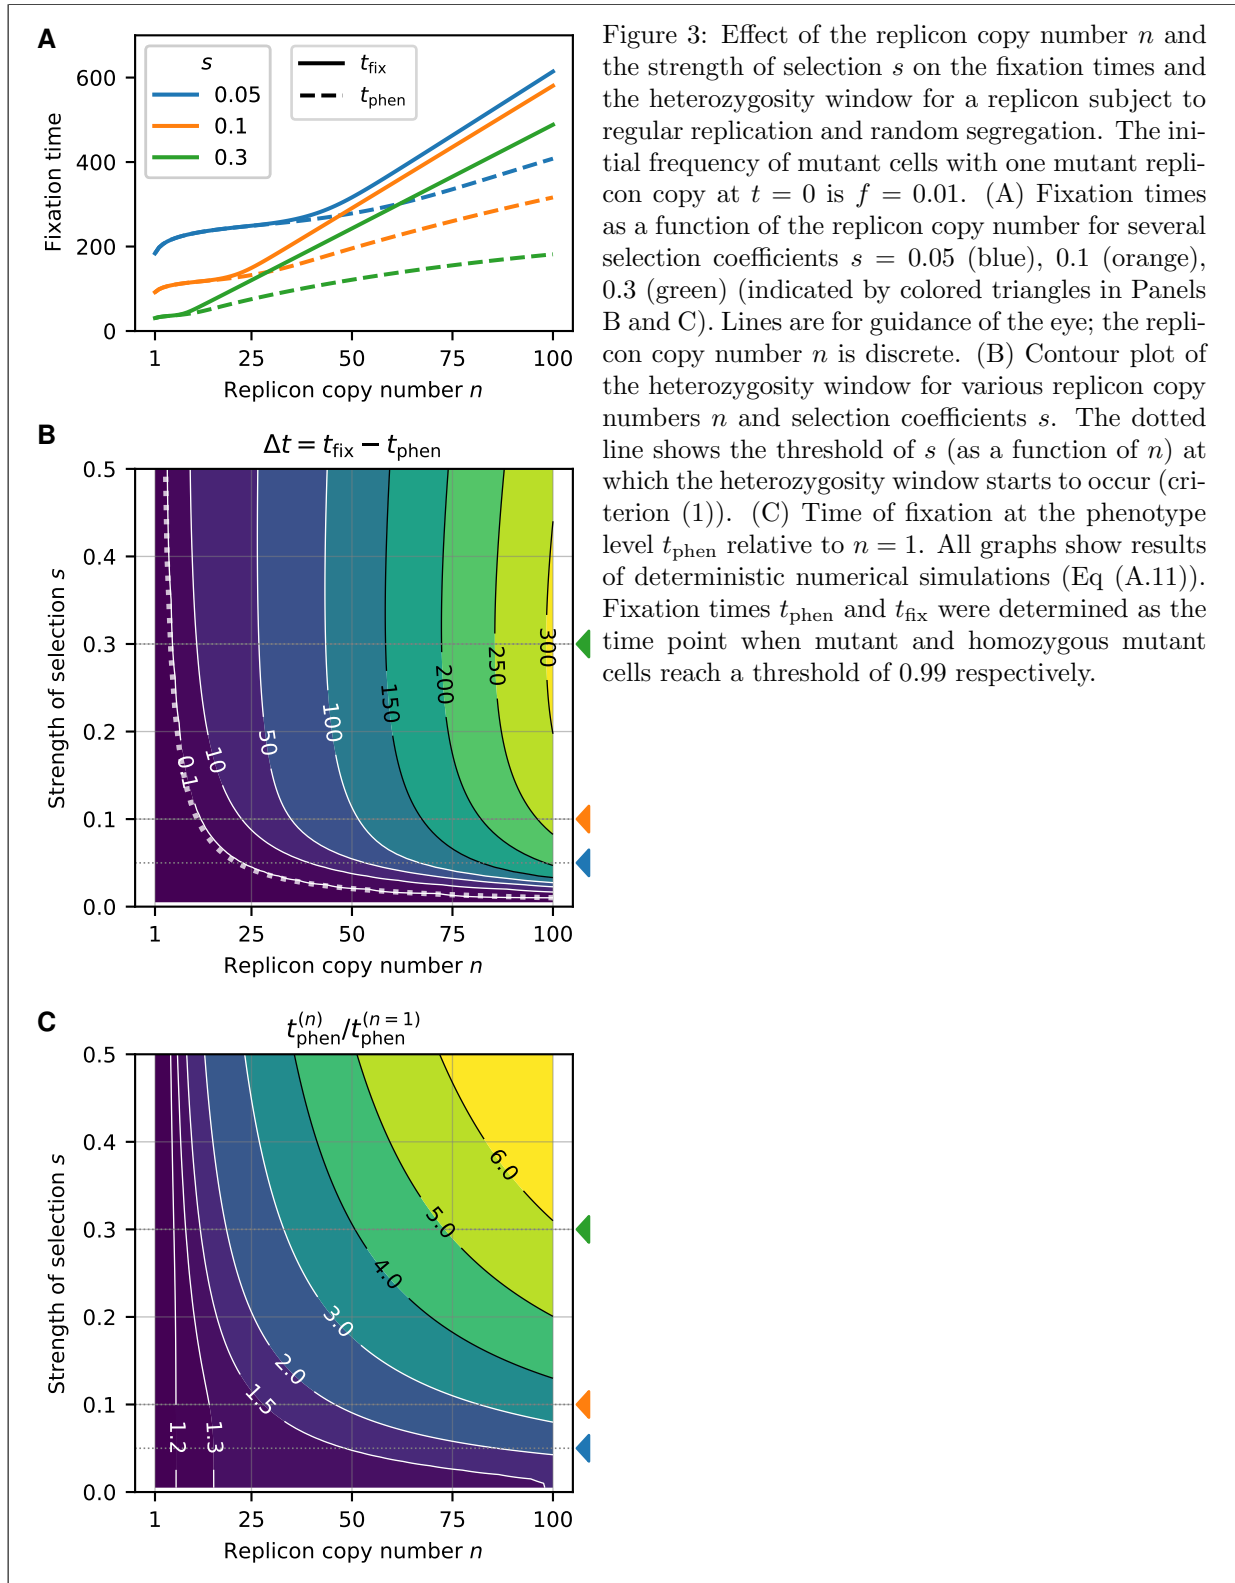 A
600
400
200
0
Fixation time
s
0.05
0.1
0.3
t_fix
t_phen
1
25
50
75
100
Replicon copy number n
B
Δt = t_fix − t_phen
0.5
0.4
0.3
0.2
0.1
0.0
Strength of selection s
0.1
10
50
100
150
200
250
300
1
25
50
75
100
Replicon copy number n
C
t_phen^(n)/t_phen^(n=1)
0.5
0.4
0.3
0.2
0.1
0.0
Strength of selection s
1.2
1.3
1.5
2.0
3.0
4.0
5.0
6.0
1
25
50
75
100
Replicon copy number n
Figure 3: Effect of the replicon copy number n and
the strength of selection s on the fixation times and
the heterozygosity window for a replicon subject to
regular replication and random segregation. The ini-
tial frequency of mutant cells with one mutant repli-
con copy at t = 0 is f = 0.01. (A) Fixation times
as a function of the replicon copy number for several
selection coefficients s = 0.05 (blue), 0.1 (orange),
0.3 (green) (indicated by colored triangles in Panels
B and C). Lines are for guidance of the eye; the repli-
con copy number n is discrete. (B) Contour plot of
the heterozygosity window for various replicon copy
numbers n and selection coefficients s. The dotted
line shows the threshold of s (as a function of n) at
which the heterozygosity window starts to occur (cri-
terion (1)). (C) Time of fixation at the phenotype
level t_phen relative to n = 1. All graphs show results
of deterministic numerical simulations (Eq (A.11)).
Fixation times t_phen and t_fix were determined as the
time point when mutant and homozygous mutant
cells reach a threshold of 0.99 respectively.